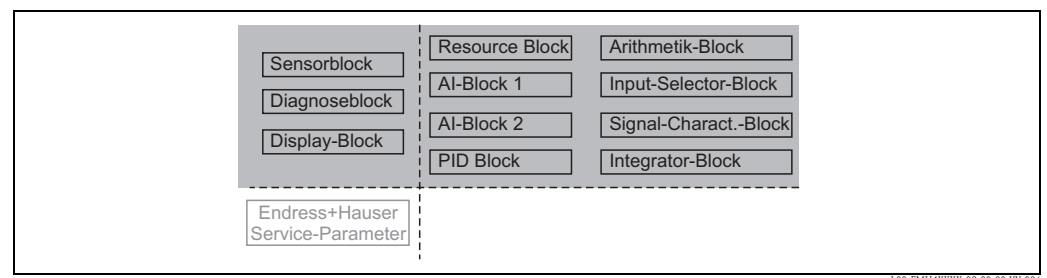 Sensorblock
Diagnoseblock
Display-Block
Resource Block
AI-Block 1
AI-Block 2
PID Block
Arithmetik-Block
Input-Selector-Block
Signal-Charact.-Block
Integrator-Block
Endress+Hauser
Service-Parameter